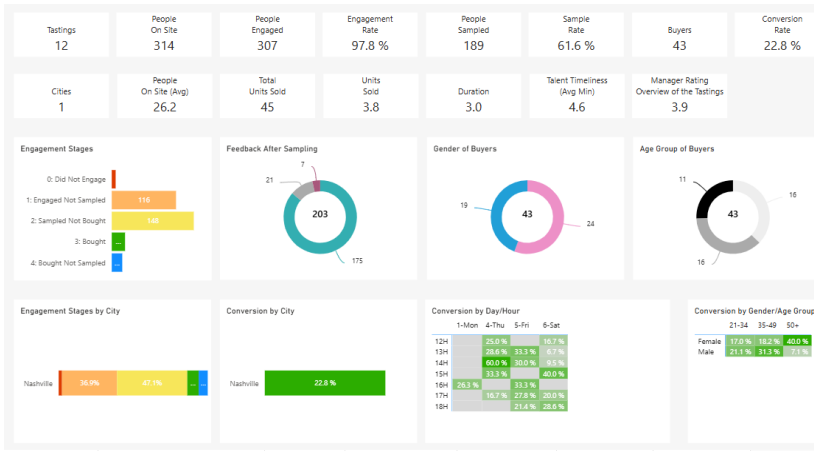 Tastings
12
People
On Site
314
People
Engaged
307
Engagement
Rate
97.8 %
People
Sampled
189
Sample
Rate
61.6 %
Buyers
43
Conversion
Rate
22.8 %
Cities
1
People
On Site (Avg)
26.2
Total
Units Sold
45
Units
Sold
3.8
Duration
3.0
Talent Timeliness
(Avg Min)
4.6
Manager Rating
Overview of the Tastings
3.9
Engagement Stages
0: Did Not Engage
1: Engaged Not Sampled
116
2: Sampled Not Bought
148
3: Bought
...
4: Bought Not Sampled
...
Feedback After Sampling
7
21
203
175
Gender of Buyers
19
43
24
Age Group of Buyers
11
16
43
16
Engagement Stages by City
Nashville 36.9% 47.1% ... ...
Conversion by City
Nashville 22.8 %
Conversion by Day/Hour
1-Mon 4-Thu 5-Fri 6-Sat
12H 25.0 % 16.7 %
13H 28.6 % 33.3 % 6.7 %
14H 60.0 % 30.0 % 9.5 %
15H 33.3 % 40.0 %
16H 26.3 % 33.3 %
17H 16.7 % 27.8 % 20.0 %
18H 21.4 % 28.6 %
Conversion by Gender/Age Group
21-34 35-49 50+
Female 17.0 % 18.2 % 40.0 %
Male 21.1 % 31.3 % 7.1 %